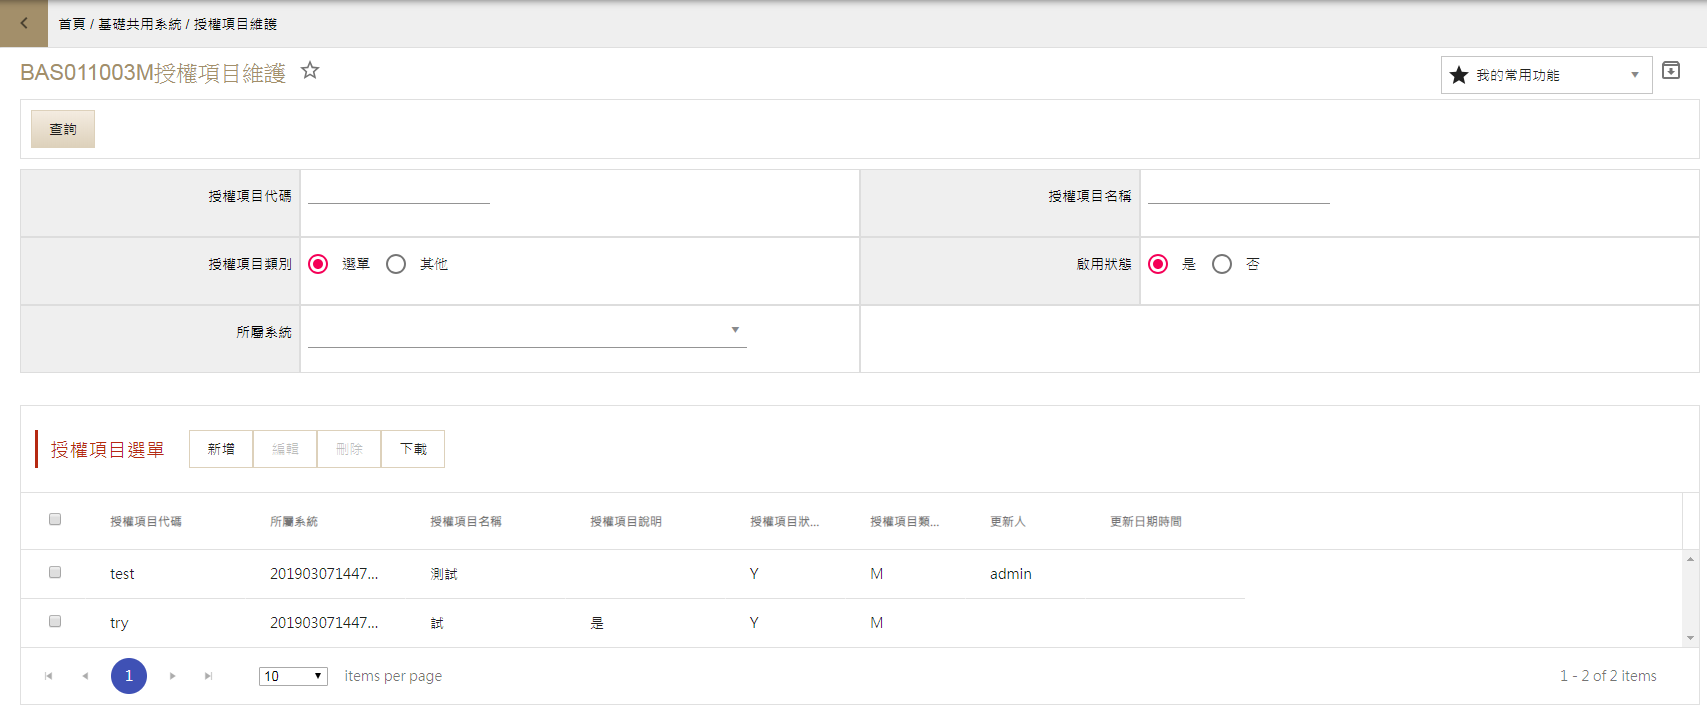 首頁 / 基礎共用系統 / 授權項目維護
BAS011003M授權項目維護
我的常用功能
查詢
授權項目代碼
授權項目名稱
授權項目類別 選單 其他
啟用狀態 是 否
所屬系統
授權項目選單 新增 編輯 刪除 下載
授權項目代碼 所屬系統 授權項目名稱 授權項目說明 授權項目狀... 授權項目類... 更新人 更新日期時間
test 201903071447... 測試 Y M admin
try 201903071447... 試 是 Y M
1 10 items per page 1 - 2 of 2 items